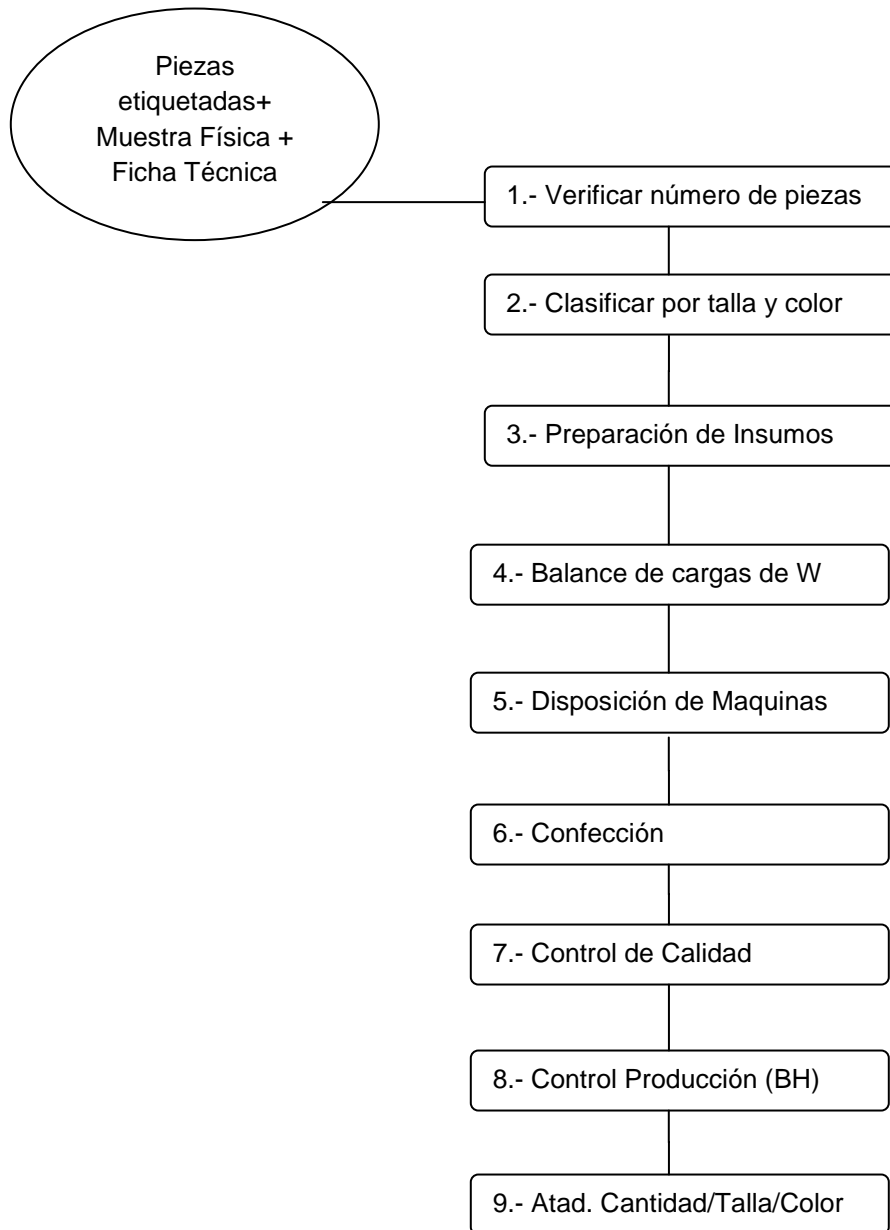 Piezas
etiquetadas+
Muestra Física +
Ficha Técnica
1.- Verificar número de piezas
2.- Clasificar por talla y color
3.- Preparación de Insumos
4.- Balance de cargas de W
5.- Disposición de Maquinas
6.- Confección
7.- Control de Calidad
8.- Control Producción (BH)
9.- Atad. Cantidad/Talla/Color